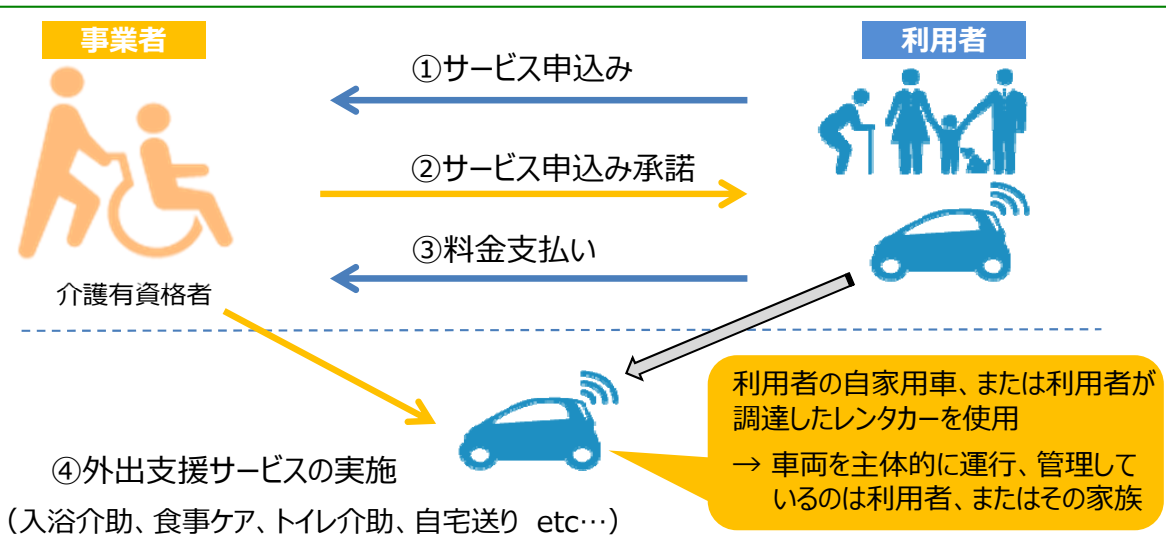 事業者
利用者
①サービス申込み
②サービス申込み承諾
③料金支払い
介護有資格者
利用者の自家用車、または利用者が
調達したレンタカーを使用
→ 車両を主体的に運行、管理して
いるのは利用者、またはその家族
④外出支援サービスの実施
（入浴介助、食事ケア、トイレ介助、自宅送り etc…）